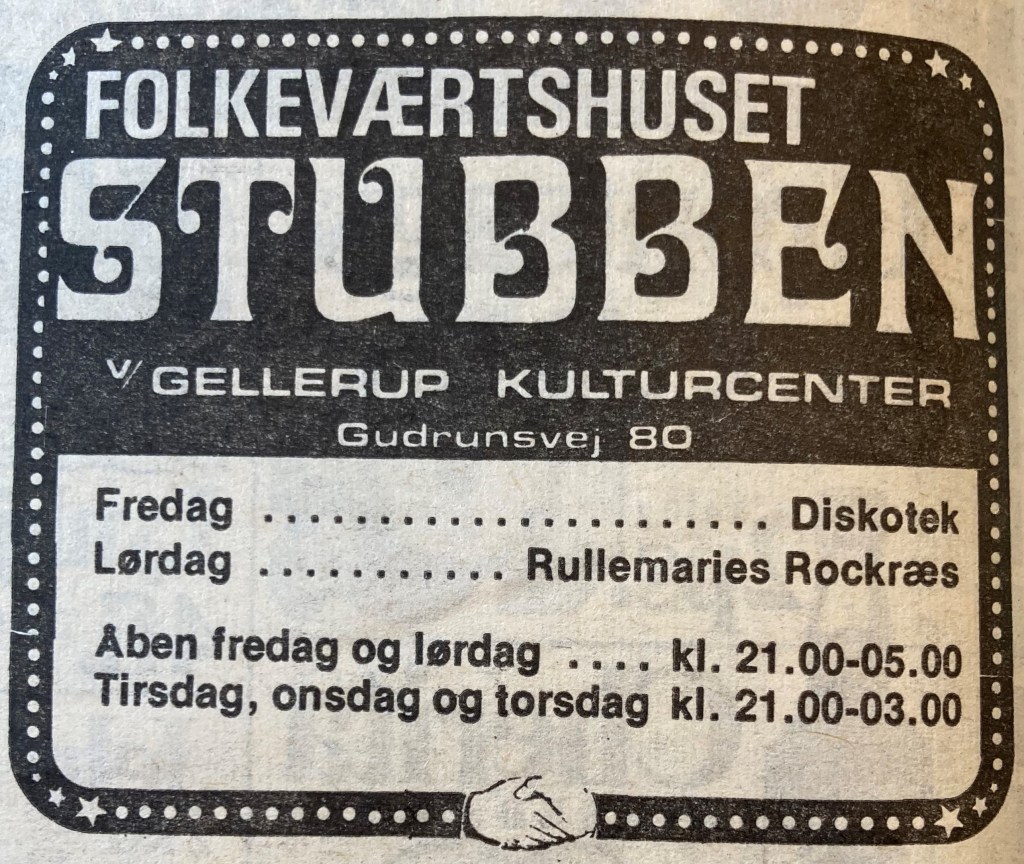 FOLKEVÆRTSHUSET
STUBBEN
v/ GELLERUP KULTURCENTER
Gudrunsvej 80
Fredag ........................ Diskotek
Lørdag ............ Rullemaries Rockræs
Åben fredag og lørdag .... kl. 21.00-05.00
Tirsdag, onsdag og torsdag kl. 21.00-03.00